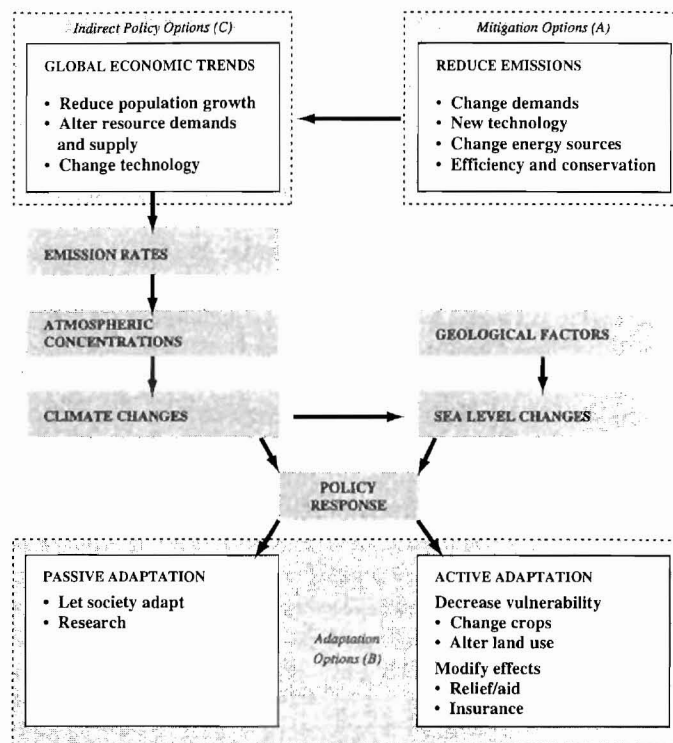 Indirect Policy Options (C)
GLOBAL ECONOMIC TRENDS
• Reduce population growth
• Alter resource demands
and supply
• Change technology
Mitigation Options (A)
REDUCE EMISSIONS
• Change demands
• New technology
• Change energy sources
• Efficiency and conservation
EMISSION RATES
ATMOSPHERIC
CONCENTRATIONS
GEOLOGICAL FACTORS
CLIMATE CHANGES
SEA LEVEL CHANGES
POLICY
RESPONSE
PASSIVE ADAPTATION
• Let society adapt
• Research
Adaptation
Options (B)
ACTIVE ADAPTATION
Decrease vulnerability
• Change crops
• Alter land use
Modify effects
• Relief/aid
• Insurance